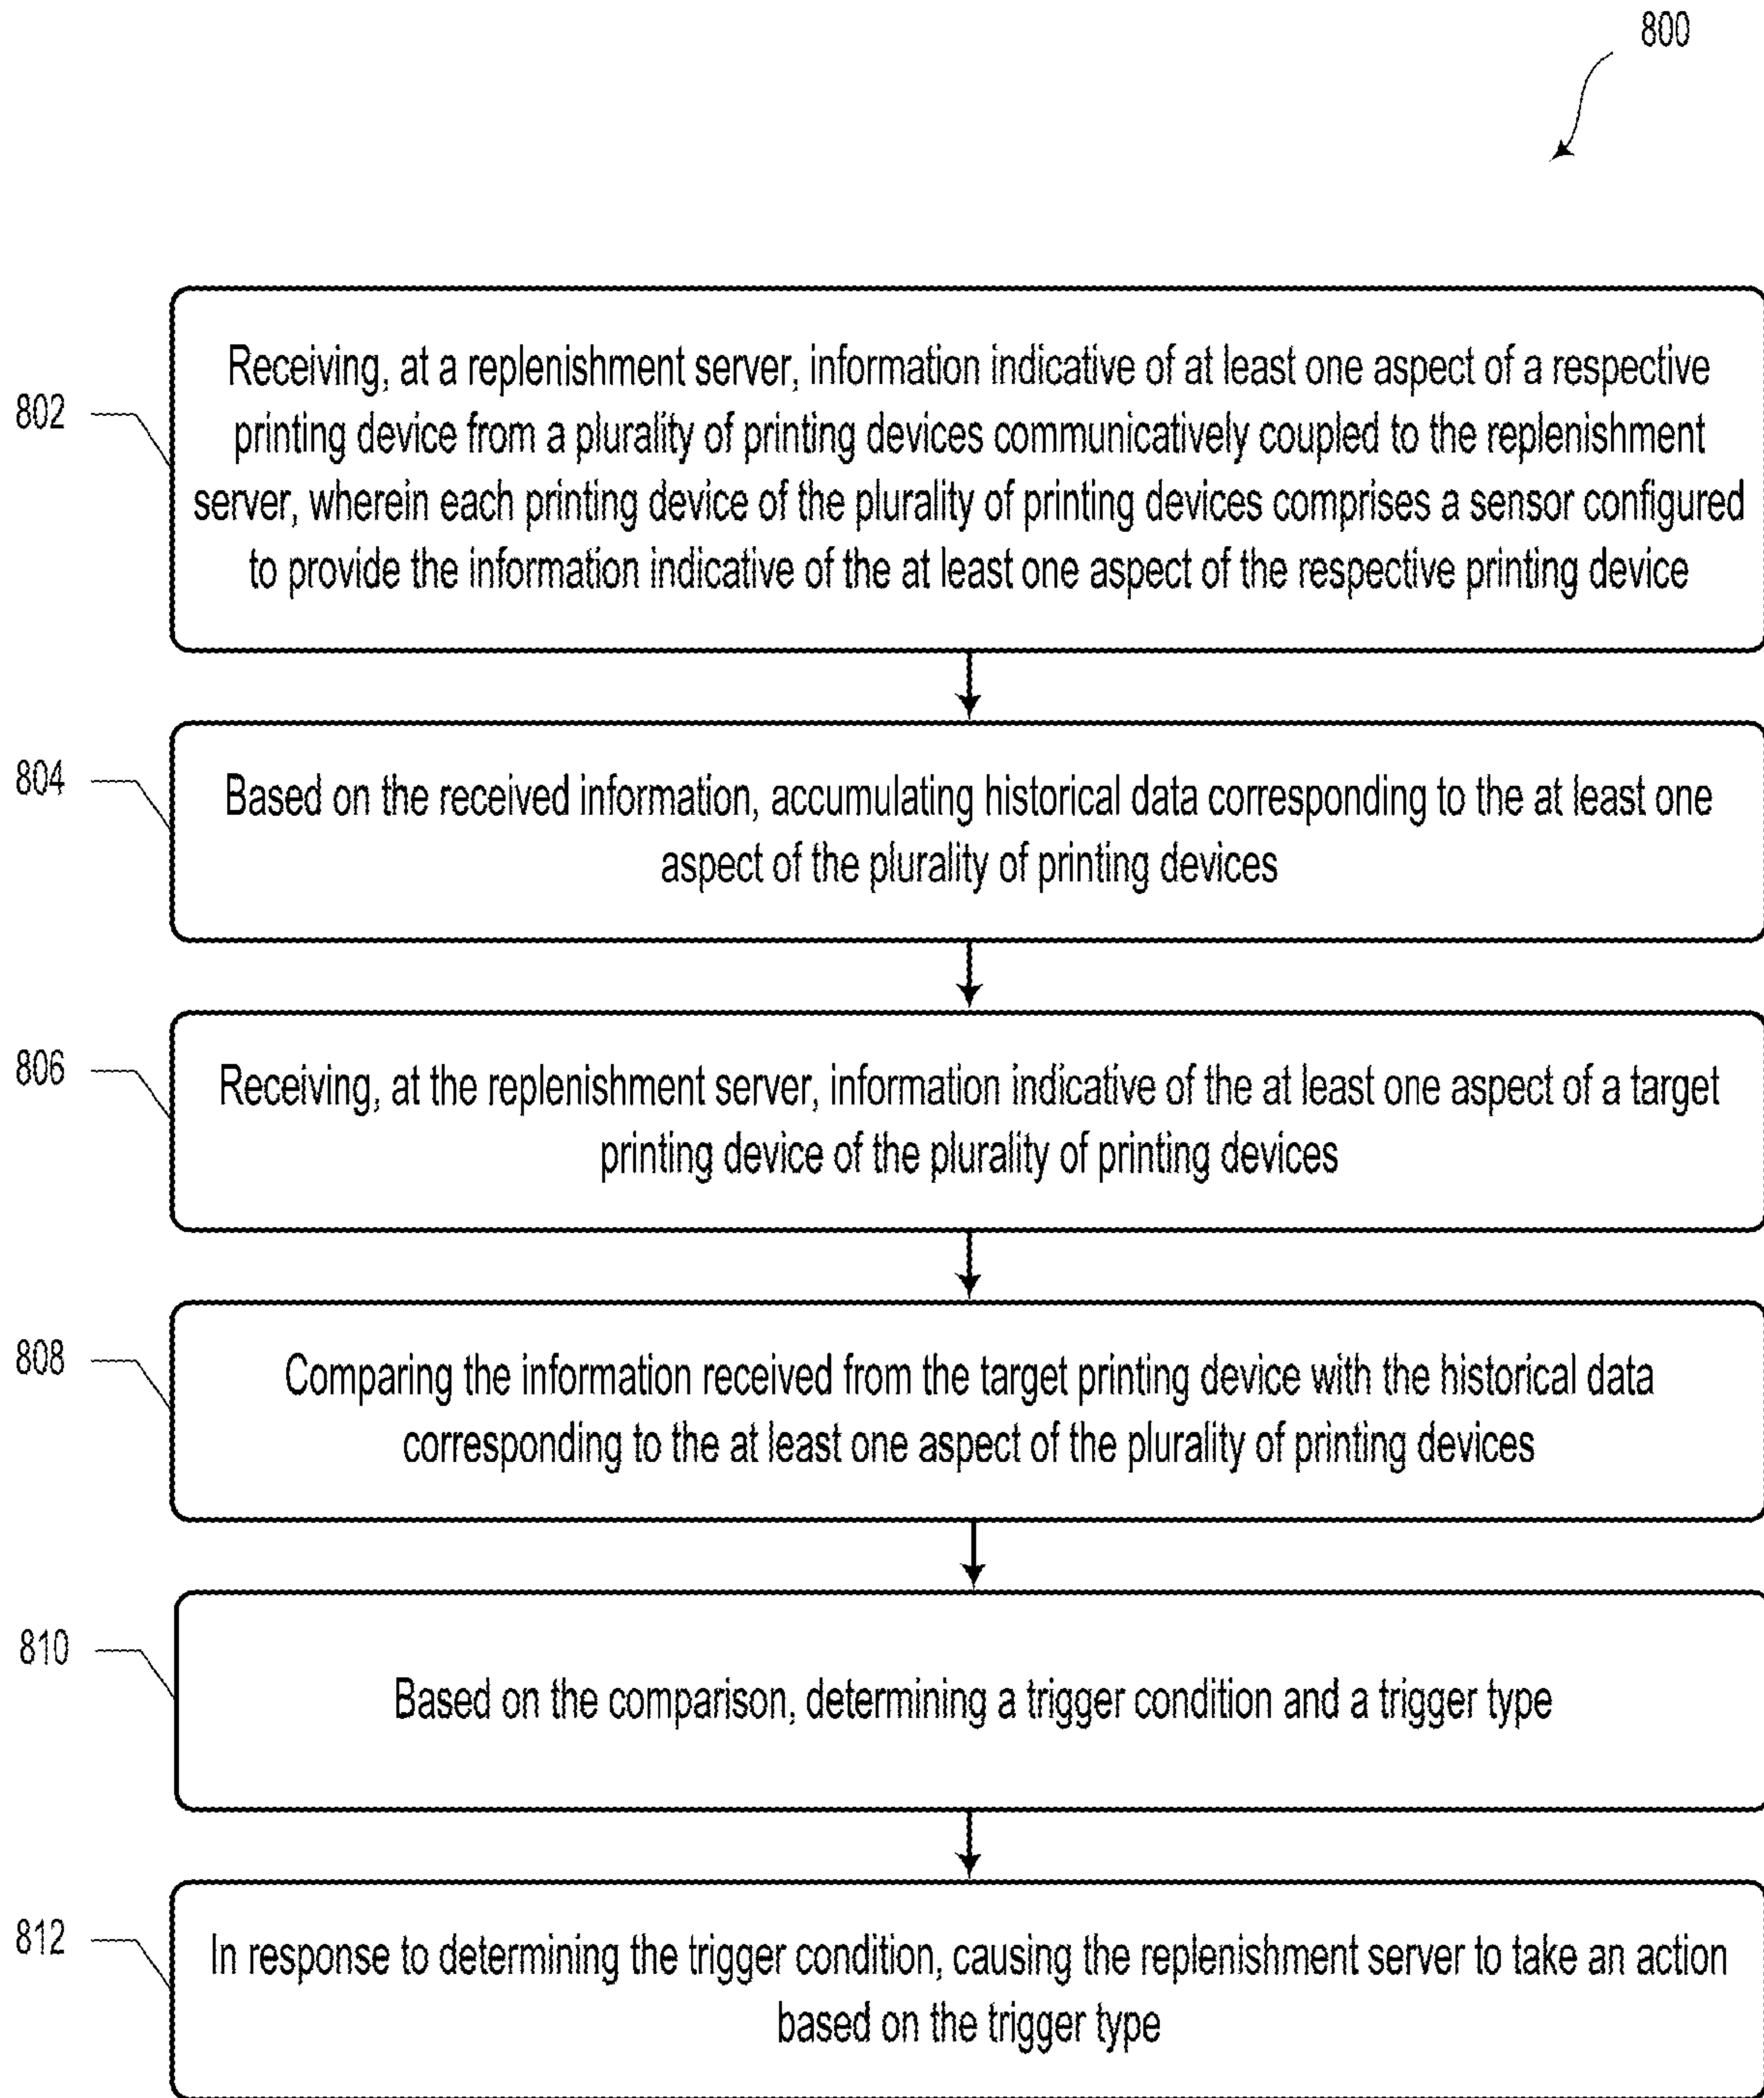 800
802
Receiving, at a replenishment server, information indicative of at least one aspect of a respective
printing device from a plurality of printing devices communicatively coupled to the replenishment
server, wherein each printing device of the plurality of printing devices comprises a sensor configured
to provide the information indicative of the at least one aspect of the respective printing device
804
Based on the received information, accumulating historical data corresponding to the at least one
aspect of the plurality of printing devices
806
Receiving, at the replenishment server, information indicative of the at least one aspect of a target
printing device of the plurality of printing devices
808
Comparing the information received from the target printing device with the historical data
corresponding to the at least one aspect of the plurality of printing devices
810
Based on the comparison, determining a trigger condition and a trigger type
812
In response to determining the trigger condition, causing the replenishment server to take an action
based on the trigger type